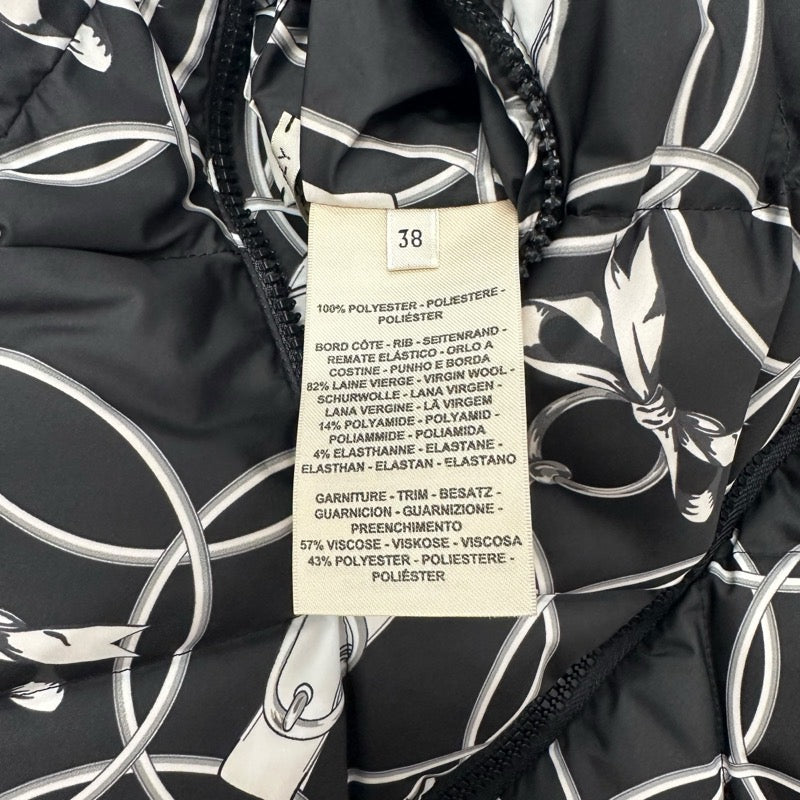 38
100% POLYESTER - POLIESTERE -
POLIÉSTER
BORD CÔTE - RIB - SEITENRAND -
REMATE ELÁSTICO - ORLO A
COSTINE - PUNHO E BORDA
82% LAINE VIERGE - VIRGIN WOOL -
SCHURWOLLE - LANA VIRGEN -
LANA VERGINE - LÃ VIRGEM
14% POLYAMIDE - POLYAMID -
POLIAMMIDE - POLIAMIDA
4% ELASTHANNE - ELASTANE -
ELASTHAN - ELASTAN - ELASTANO
GARNITURE - TRIM - BESATZ -
GUARNICION - GUARNIZIONE -
PREENCHIMENTO
57% VISCOSE - VISKOSE - VISCOSA
43% POLYESTER - POLIESTERE -
POLIÉSTER